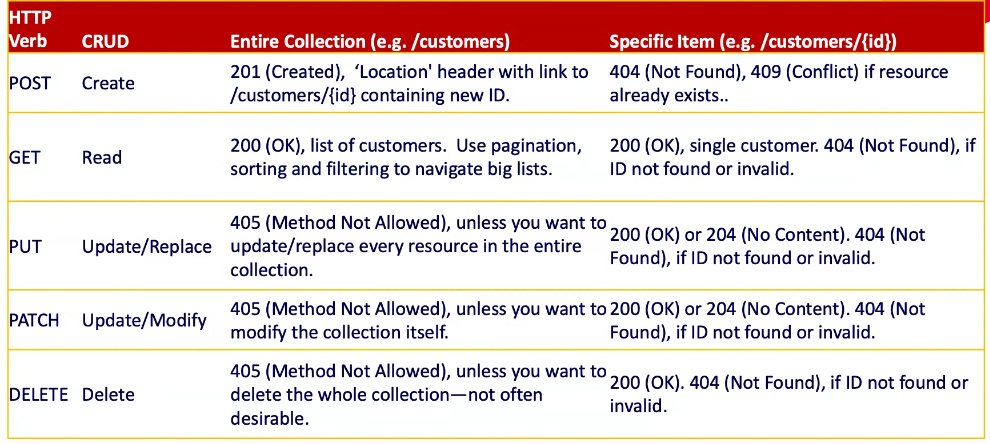 HTTP
Verb CRUD Entire Collection (e.g. /customers) Specific Item (e.g. /customers/{id})
POST Create
201 (Created), ‘Location' header with link to
/customers/{id} containing new ID.
404 (Not Found), 409 (Conflict) if resource
already exists..
GET Read
200 (OK), list of customers. Use pagination,
sorting and filtering to navigate big lists.
200 (OK), single customer. 404 (Not Found), if
ID not found or invalid.
PUT Update/Replace
405 (Method Not Allowed), unless you want to
update/replace every resource in the entire
collection.
200 (OK) or 204 (No Content). 404 (Not
Found), if ID not found or invalid.
PATCH Update/Modify
405 (Method Not Allowed), unless you want to
modify the collection itself.
200 (OK) or 204 (No Content). 404 (Not
Found), if ID not found or invalid.
DELETE Delete
405 (Method Not Allowed), unless you want to
delete the whole collection—not often
desirable.
200 (OK). 404 (Not Found), if ID not found or
invalid.